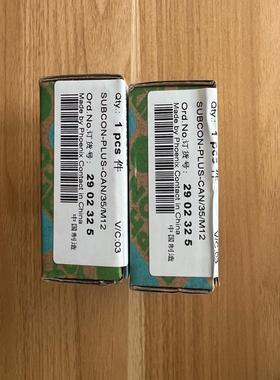 Qty.: 1 pcs 件
SUBCON-PLUS-CAN/35/M12
V/C.03
Ord.No.订货号:
29 02 32 5
Made by Phoenix Contact in China
中国制造
Qty.: 1 pcs 件
SUBCON-PLUS-CAN/35/M12
V/C.03
Ord.No.订货号:
29 02 32 5
Made by Phoenix Contact in China
中国制造